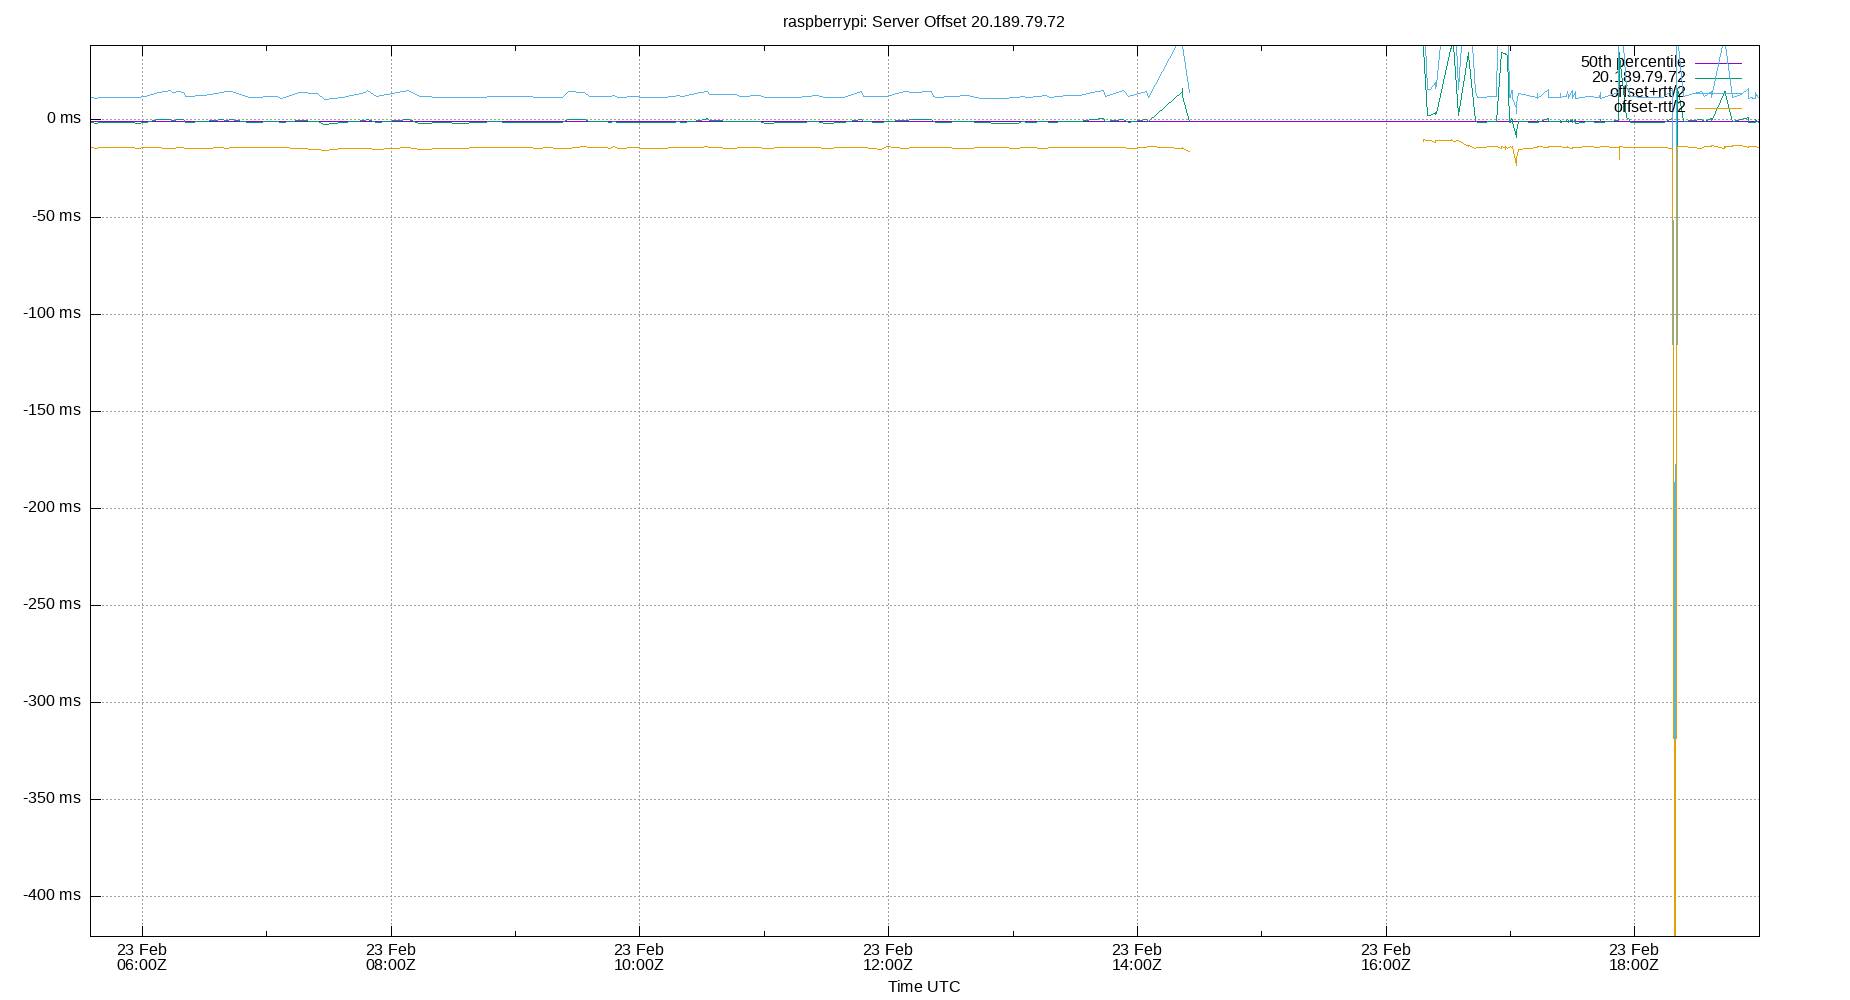 raspberrypi: Server Offset 20.189.79.72
50th percentile
20.189.79.72
offset+rtt/2
offset-rtt/2
0 ms
-50 ms
-100 ms
-150 ms
-200 ms
-250 ms
-300 ms
-350 ms
-400 ms
23 Feb 23 Feb 23 Feb 23 Feb 23 Feb 23 Feb 23 Feb
06:00Z 08:00Z 10:00Z 12:00Z 14:00Z 16:00Z 18:00Z
Time UTC